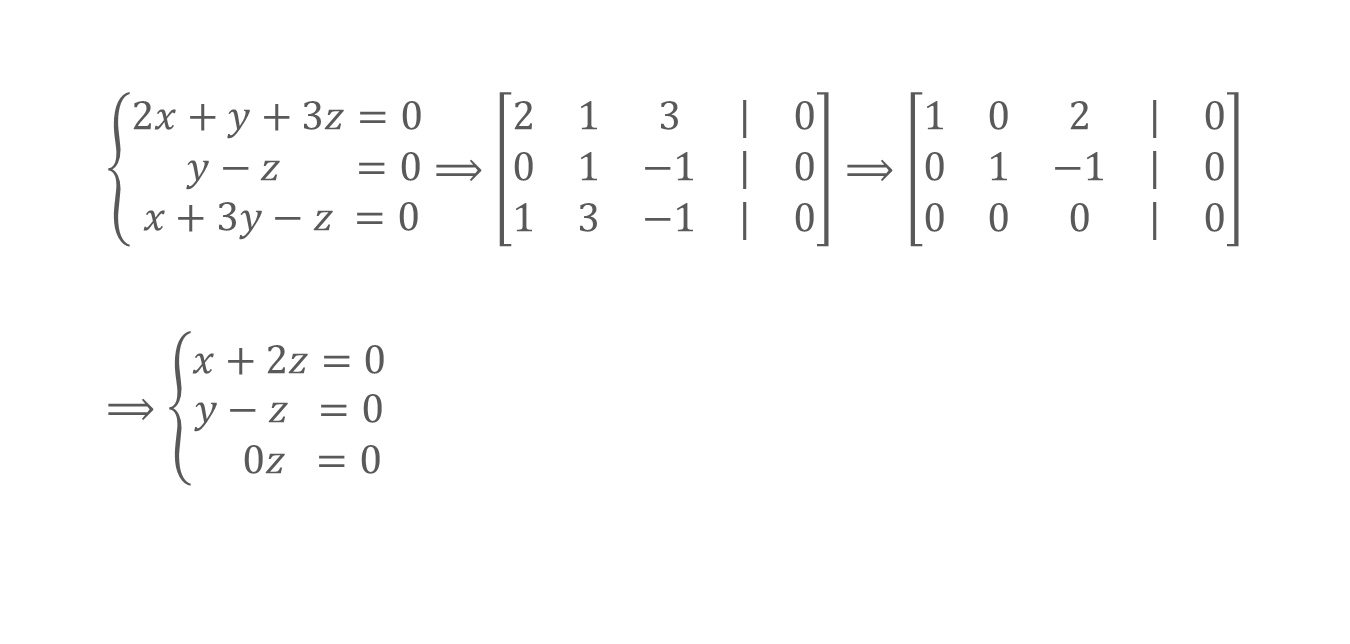 2x + y + 3z = 0
y − z = 0 ⟹
x + 3y − z = 0
[2 1 3 | 0]
[0 1 −1 | 0] ⟹
[1 3 −1 | 0]
[1 0 2 | 0]
[0 1 −1 | 0]
[0 0 0 | 0]
x + 2z = 0
⟹ y − z = 0
0z = 0